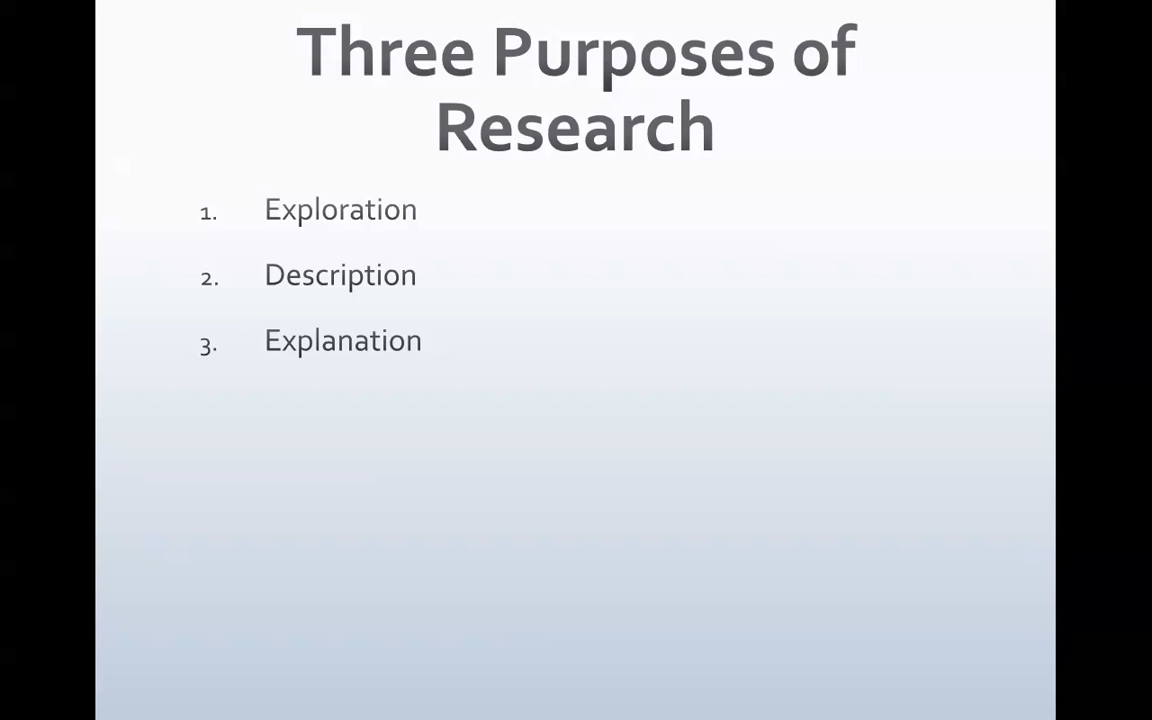 Three Purposes of
Research
1. Exploration
2. Description
3. Explanation